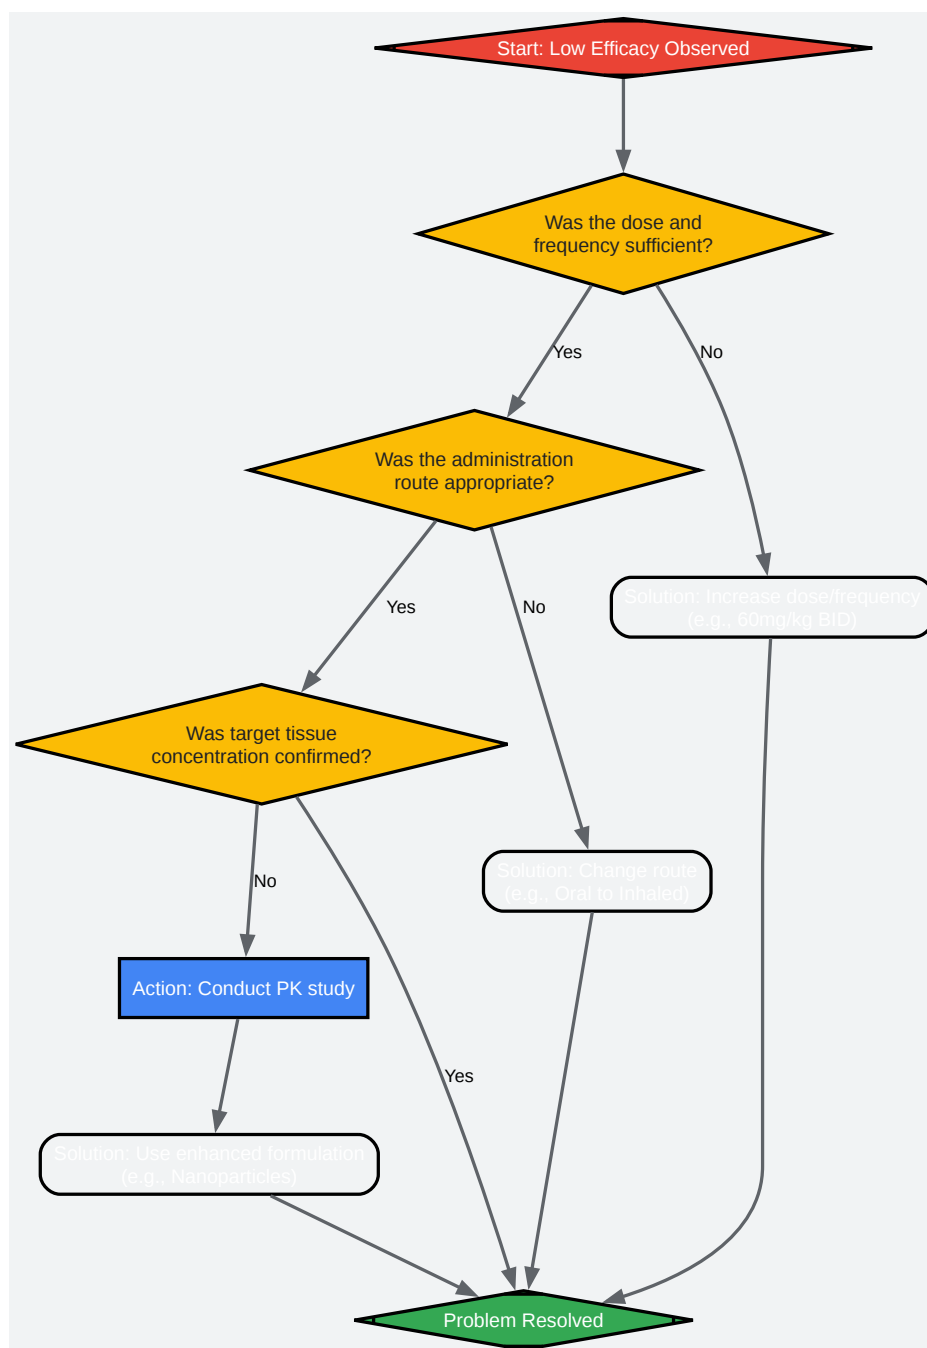 Start: Low Efficacy Observed
Was the dose and
frequency sufficient?
Yes
No
Was the administration
route appropriate?
Yes
No
Solution: Increase dose/frequency
(e.g., 60mg/kg BID)
Was target tissue
concentration confirmed?
No
Yes
Solution: Change route
(e.g., Oral to Inhaled)
Action: Conduct PK study
Solution: Use enhanced formulation
(e.g., Nanoparticles)
Problem Resolved